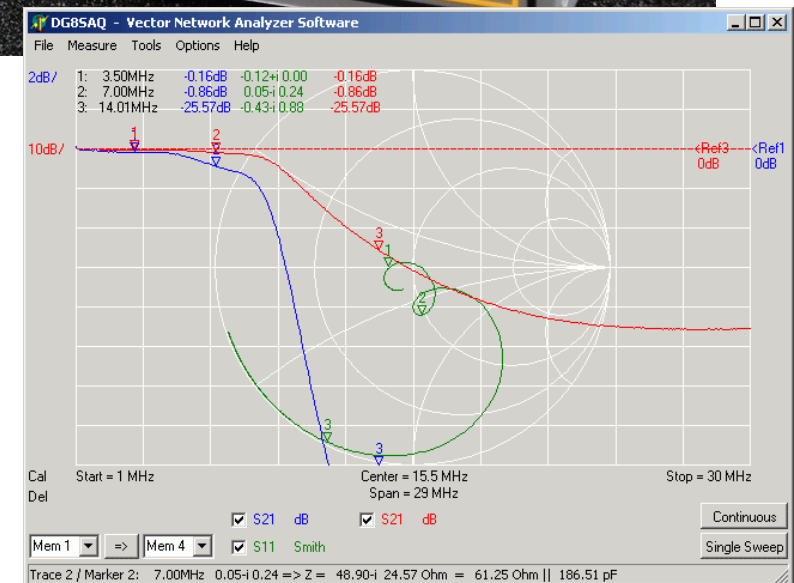 DG8SAQ - Vector Network Analyzer Software
File Measure Tools Options Help
2dB/
1: 3.50MHz -0.16dB -0.12+i 0.00 -0.16dB
2: 7.00MHz -0.86dB 0.05-i 0.24 -0.86dB
3: 14.01MHz -25.57dB -0.43-i 0.88 -25.57dB
10dB/
1
2
<Ref3 <Ref1
0dB 0dB
3
1
2
3
3
Cal Start = 1 MHz Center = 15.5 MHz Stop = 30 MHz
Del Span = 29 MHz
S21 dB S21 dB Continuous
Mem 1 => Mem 4 S11 Smith Single Sweep
Trace 2 / Marker 2: 7.00MHz 0.05-i 0.24 => Z = 48.90-i 24.57 Ohm = 61.25 Ohm || 186.51 pF